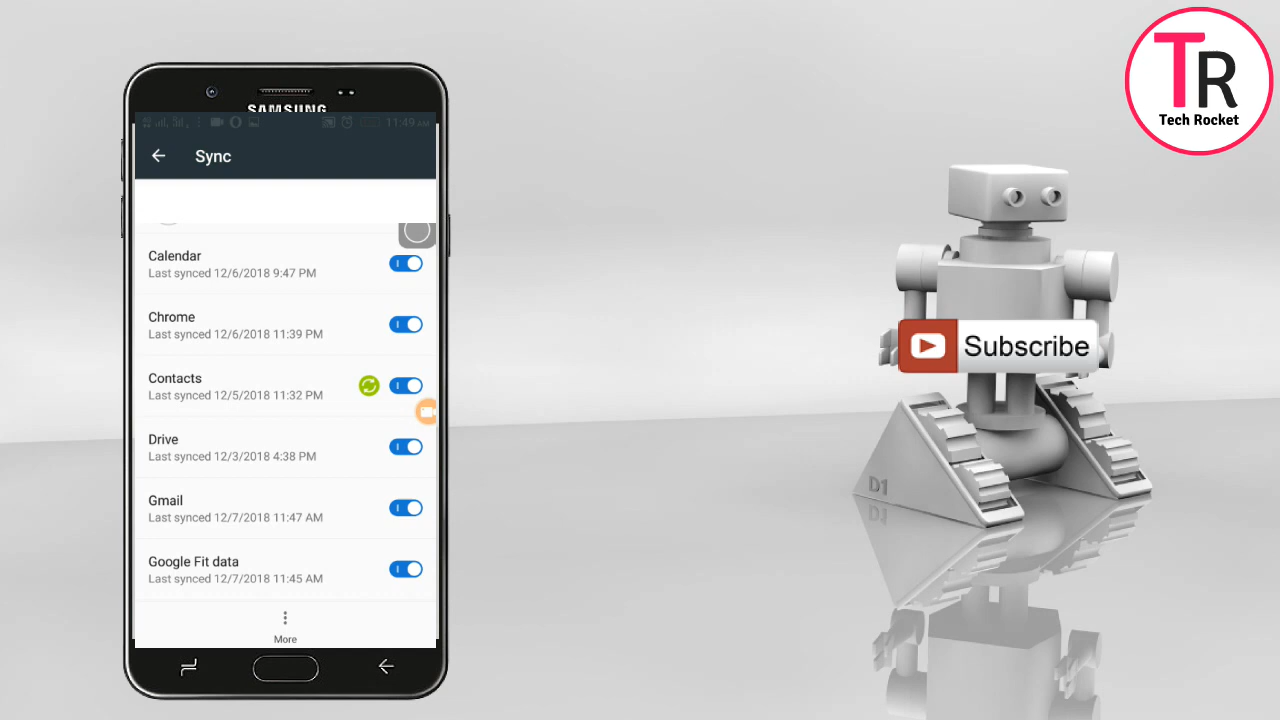 SAMSUNG
11:49 AM
Sync
Calendar
Last synced 12/6/2018 9:47 PM
Chrome
Last synced 12/6/2018 11:39 PM
Contacts
Last synced 12/5/2018 11:32 PM
Drive
Last synced 12/3/2018 4:38 PM
Gmail
Last synced 12/7/2018 11:47 AM
Google Fit data
Last synced 12/7/2018 11:45 AM
More
TR
Tech Rocket
Subscribe
D1